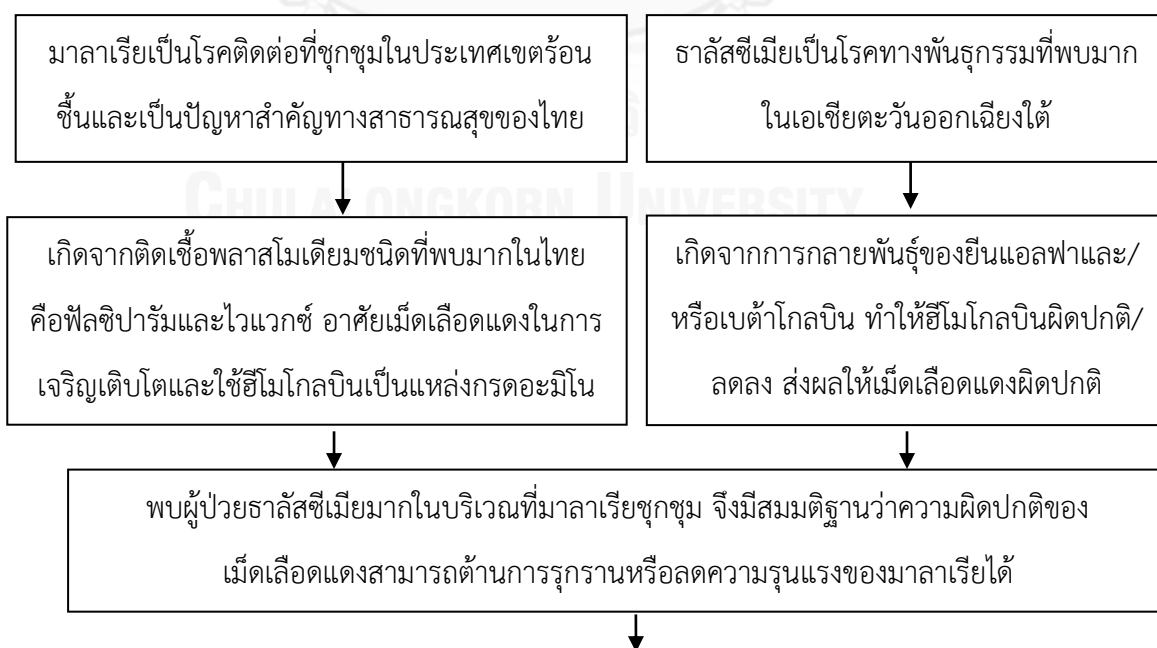 มาลาเรียเป็นโรคติดต่อที่ชุกชุมในประเทศเขตร้อน
ชื้นและเป็นปัญหาสำคัญทางสาธารณสุขของไทย
ธาลัสซีเมียเป็นโรคทางพันธุกรรมที่พบมาก
ในเอเชียตะวันออกเฉียงใต้
CHULALONGKORN UNIVERSITY
เกิดจากติดเชื้อพลาสโมเดียมชนิดที่พบมากในไทย
คือฟัลซิปารัมและไวแวกซ์ อาศัยเม็ดเลือดแดงในการ
เจริญเติบโตและใช้ฮีโมโกลบินเป็นแหล่งกรดอะมิโน
เกิดจากการกลายพันธุ์ของยีนแอลฟาและ/
หรือเบต้าโกลบิน ทำให้ฮีโมโกลบินผิดปกติ/
ลดลง ส่งผลให้เม็ดเลือดแดงผิดปกติ
พบผู้ป่วยธาลัสซีเมียมากในบริเวณที่มาลาเรียชุกชุม จึงมีสมมติฐานว่าความผิดปกติของ
เม็ดเลือดแดงสามารถต้านการรุกรานหรือลดความรุนแรงของมาลาเรียได้